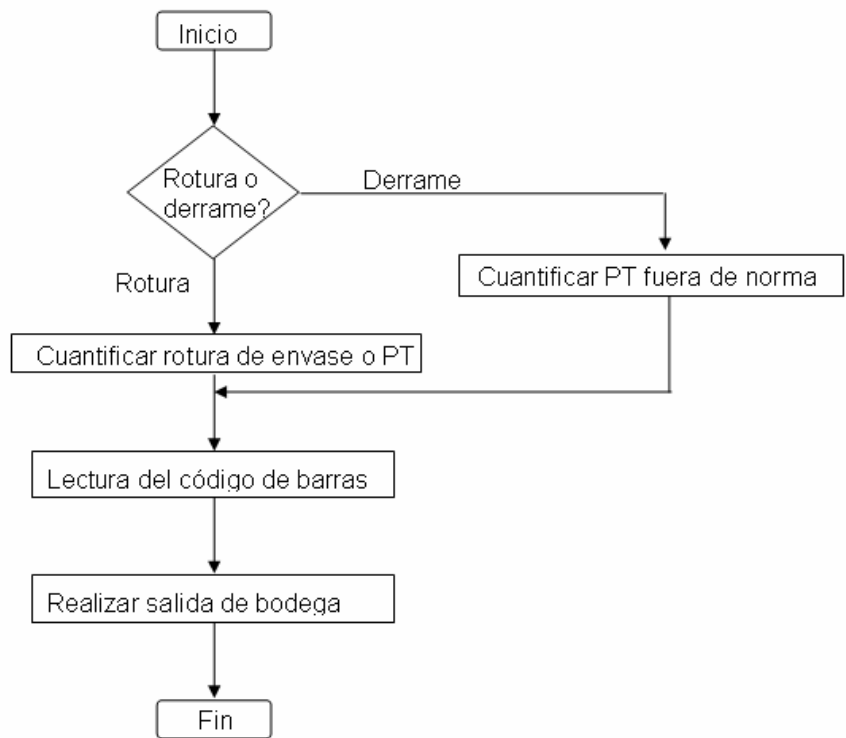 Inicio
Rotura o
derrame?
Derrame
Rotura
Cuantificar PT fuera de norma
Cuantificar rotura de envase o PT
Lectura del código de barras
Realizar salida de bodega
Fin